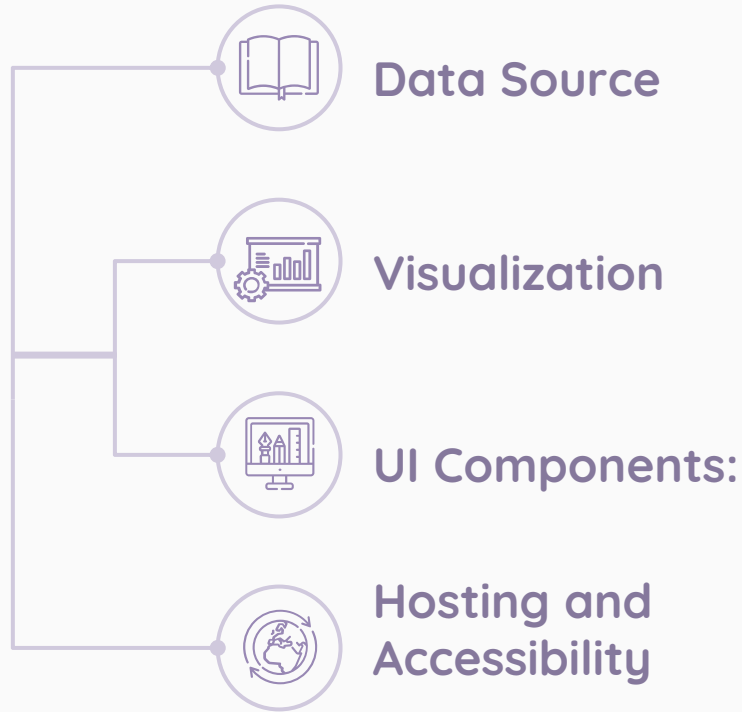 Data Source
Visualization
UI Components:
Hosting and
Accessibility